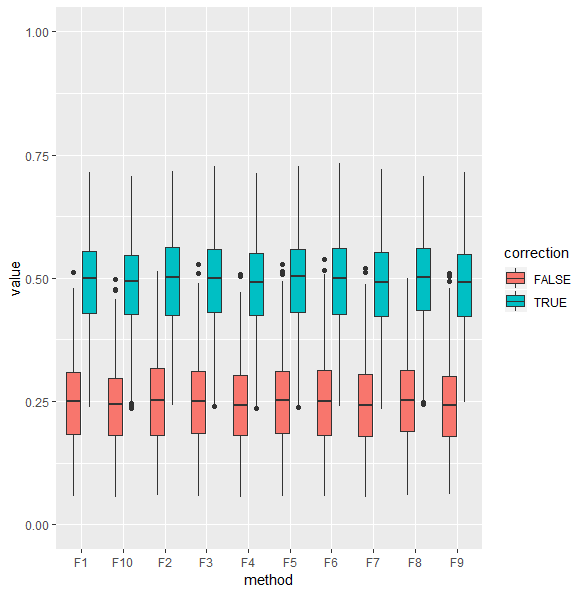 1.00
0.75
0.50
0.25
0.00
value
F1 F10 F2 F3 F4 F5 F6 F7 F8 F9
method
correction
FALSE
TRUE